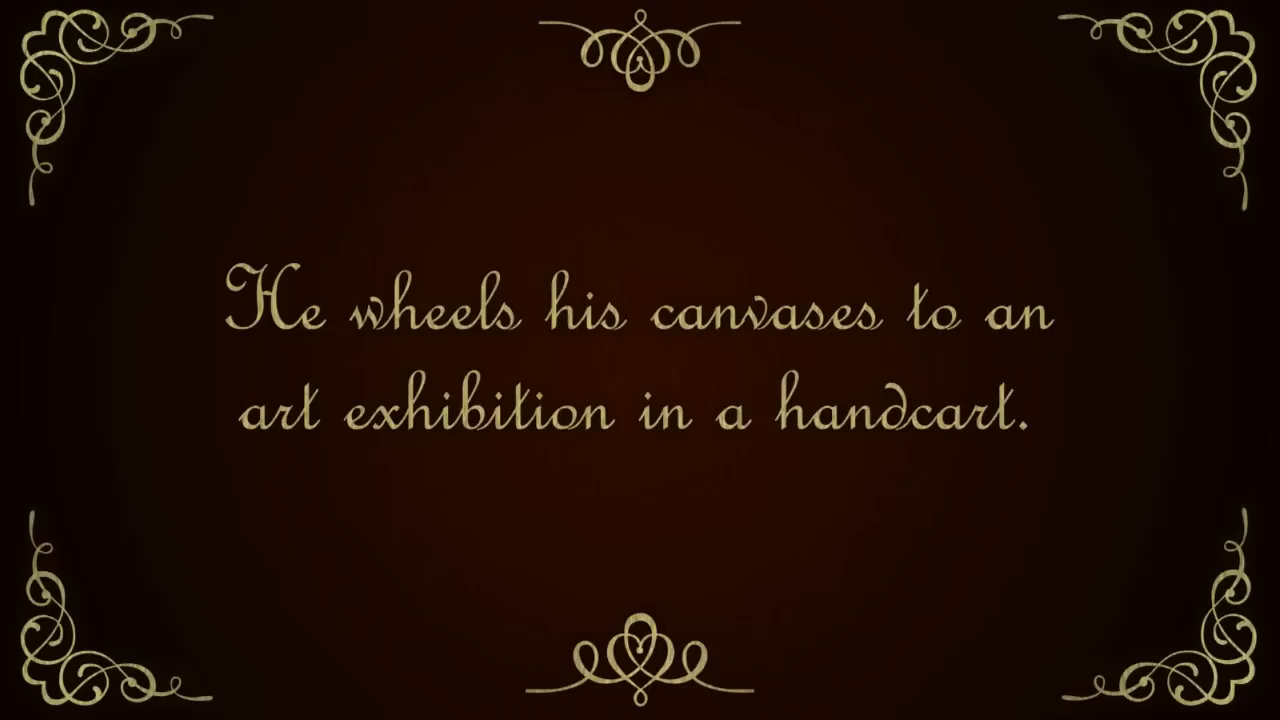 He wheels his canvases to an
art exhibition in a handcart.